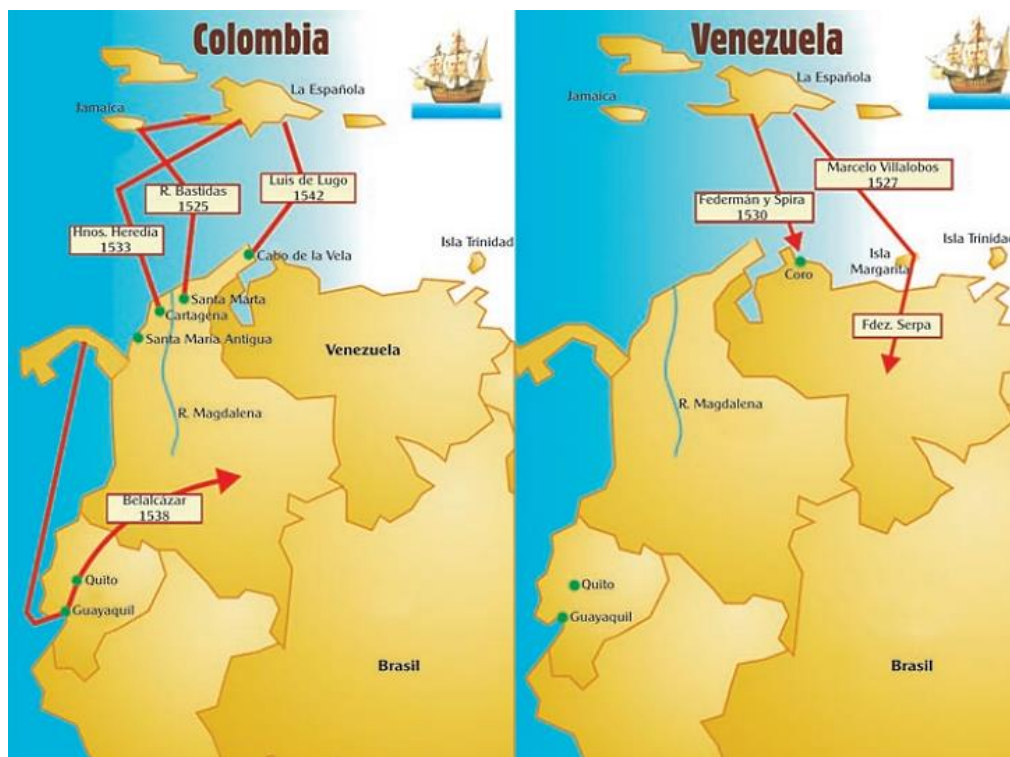 Colombia
La Española
Jamaica
Luis de Lugo
1542
R. Bastidas
1525
Hnos. Heredia
1533
Isla Trinidad
Cabo de la Vela
Santa Marta
Cartagena
Santa María Antigua
Venezuela
R. Magdalena
Belalcázar
1538
Quito
Guayaquil
Brasil
Venezuela
La Española
Jamaica
Marcelo Villalobos
1527
Federmán y Spira
1530
Isla Trinidad
Isla
Margarita
Coro
Fdez. Serpa
R. Magdalena
Quito
Guayaquil
Brasil